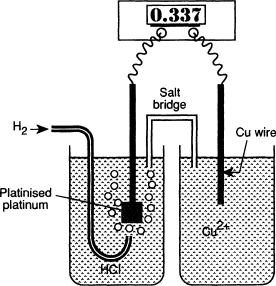 0.337
Salt
bridge
H₂
Cu wire
Platinised
platinum
Cu²⁺
HCl